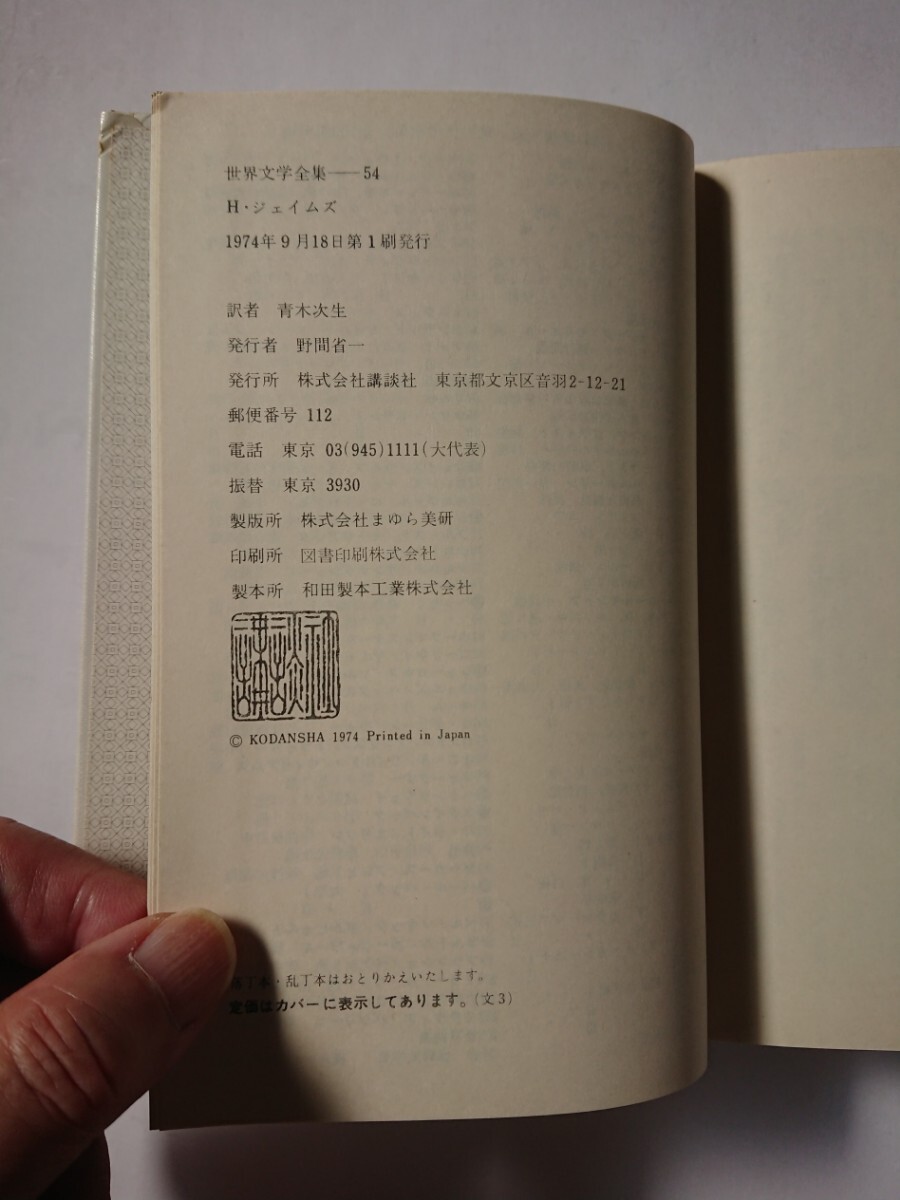 世界文学全集――54
H・ジェイムズ
1974年9月18日第1刷発行
訳者 青木次生
発行者 野間省一
発行所 株式会社講談社 東京都文京区音羽2-12-21
郵便番号 112
電話 東京 03(945)1111(大代表)
振替 東京 3930
製版所 株式会社まゆら美研
印刷所 図書印刷株式会社
製本所 和田製本工業株式会社
講談社
© KODANSHA 1974 Printed in Japan
丁本・乱丁本はおとりかえいたします。
定価はカバーに表示してあります。(文3)